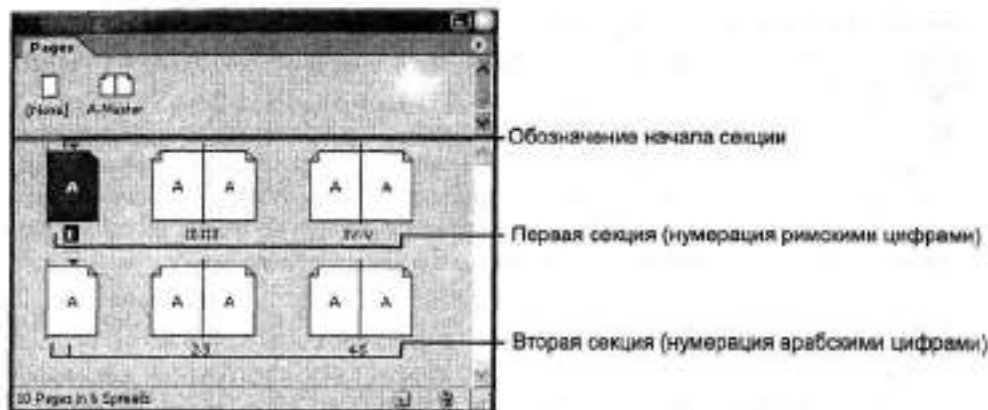 Pages
[None] A-Master
Обозначение начала секции
A A A A A
I II-III IV-V
Первая секция (нумерация римскими цифрами)
A A A A A
1 2-3 4-5
Вторая секция (нумерация арабскими цифрами)
10 Pages in 6 Spreads